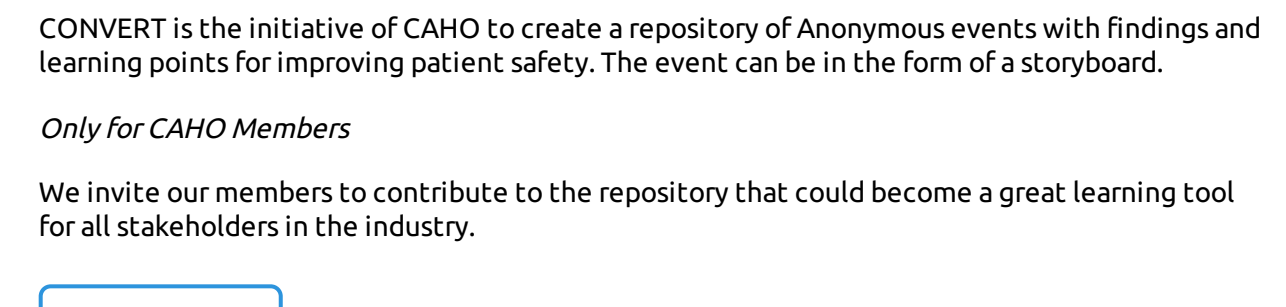 CONVERT is the initiative of CAHO to create a repository of Anonymous events with findings and
learning points for improving patient safety. The event can be in the form of a storyboard.
Only for CAHO Members
We invite our members to contribute to the repository that could become a great learning tool
for all stakeholders in the industry.